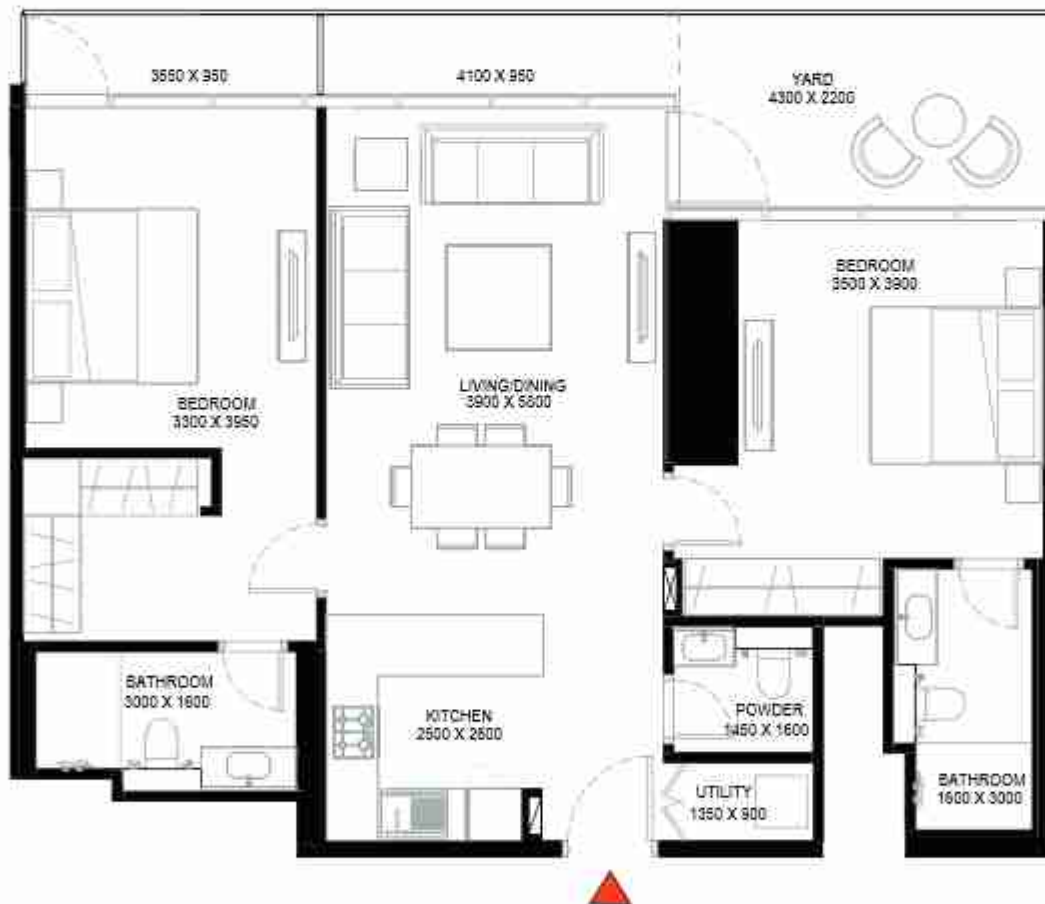 3550 X 950
4100 X 950
YARD
4300 X 2200
BEDROOM
3500 X 3900
LIVING/DINING
3900 X 5800
BEDROOM
3300 X 3950
BATHROOM
3000 X 1600
KITCHEN
2500 X 2600
POWDER
1450 X 1600
UTILITY
1350 X 900
BATHROOM
1600 X 3000